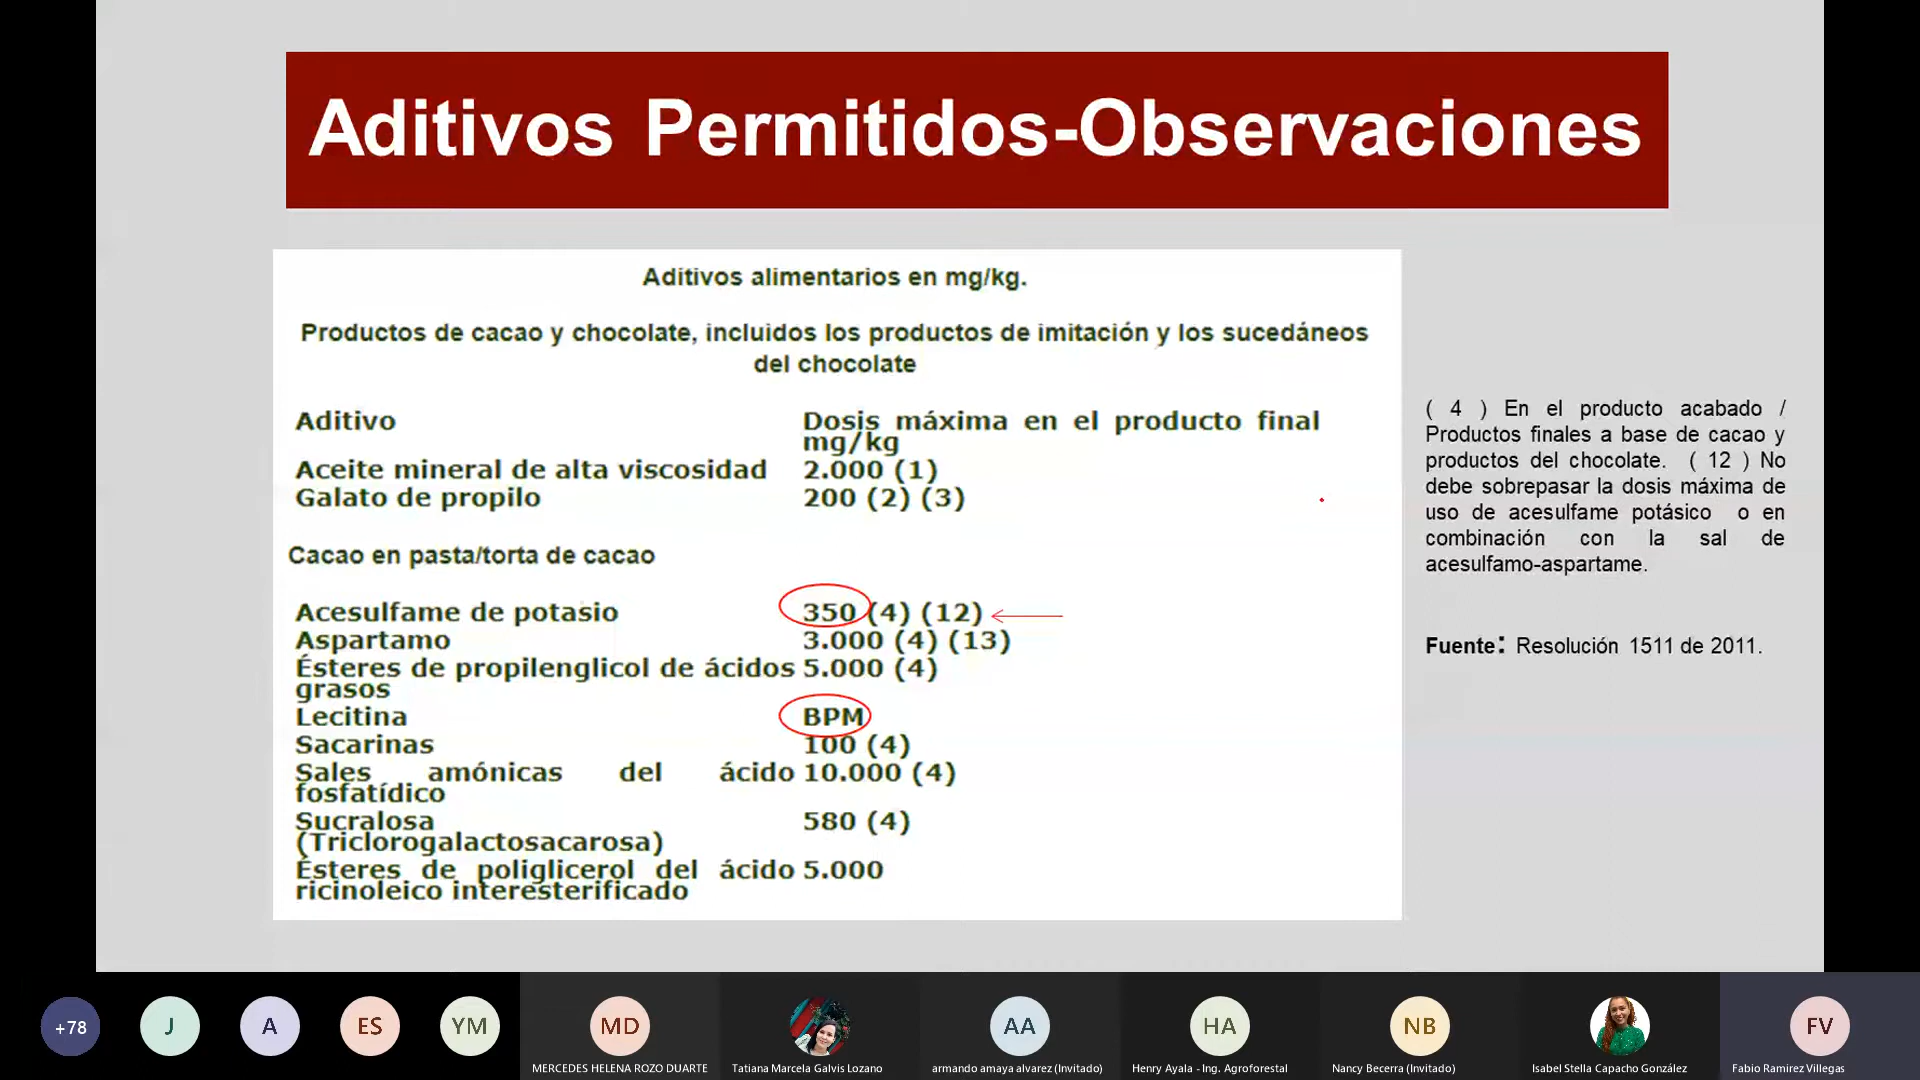 Aditivos Permitidos-Observaciones
Aditivos alimentarios en mg/kg.
Productos de cacao y chocolate, incluidos los productos de imitación y los sucedáneos
del chocolate
Aditivo Dosis máxima en el producto final
mg/kg
Aceite mineral de alta viscosidad 2.000 (1)
Galato de propilo 200 (2) (3)
Cacao en pasta/torta de cacao
Acesulfame de potasio 350 (4) (12)
Aspartamo 3.000 (4) (13)
Ésteres de propilenglicol de ácidos 5.000 (4)
grasos
Lecitina BPM
Sacarinas 100 (4)
Sales amónicas del ácido 10.000 (4)
fosfatídico
Sucralosa 580 (4)
(Triclorogalactosacarosa)
Ésteres de poliglicerol del ácido 5.000
ricinoleico interesterificado
( 4 ) En el producto acabado /
Productos finales a base de cacao y
productos del chocolate. ( 12 ) No
debe sobrepasar la dosis máxima de
uso de acesulfame potásico o en
combinación con la sal de
acesulfamo-aspartame.
Fuente: Resolución 1511 de 2011.
+78
J
A
ES
YM
MD
AA
HA
NB
FV
MERCEDES HELENA ROZO DUARTE
Tatiana Marcela Galvis Lozano
armando amaya alvarez (Invitado)
Henry Ayala - Ing. Agroforestal
Nancy Becerra (Invitado)
Isabel Stella Capacho González
Fabio Ramirez Villegas